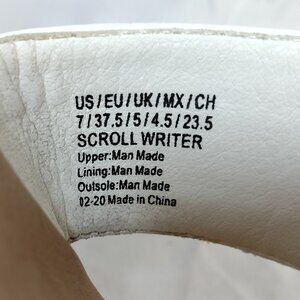 US/EU/UK/MX/CH
7/37.5/5/4.5/23.5
SCROLL WRITER
Upper:Man Made
Lining:Man Made
Outsole:Man Made
02-20 Made in China